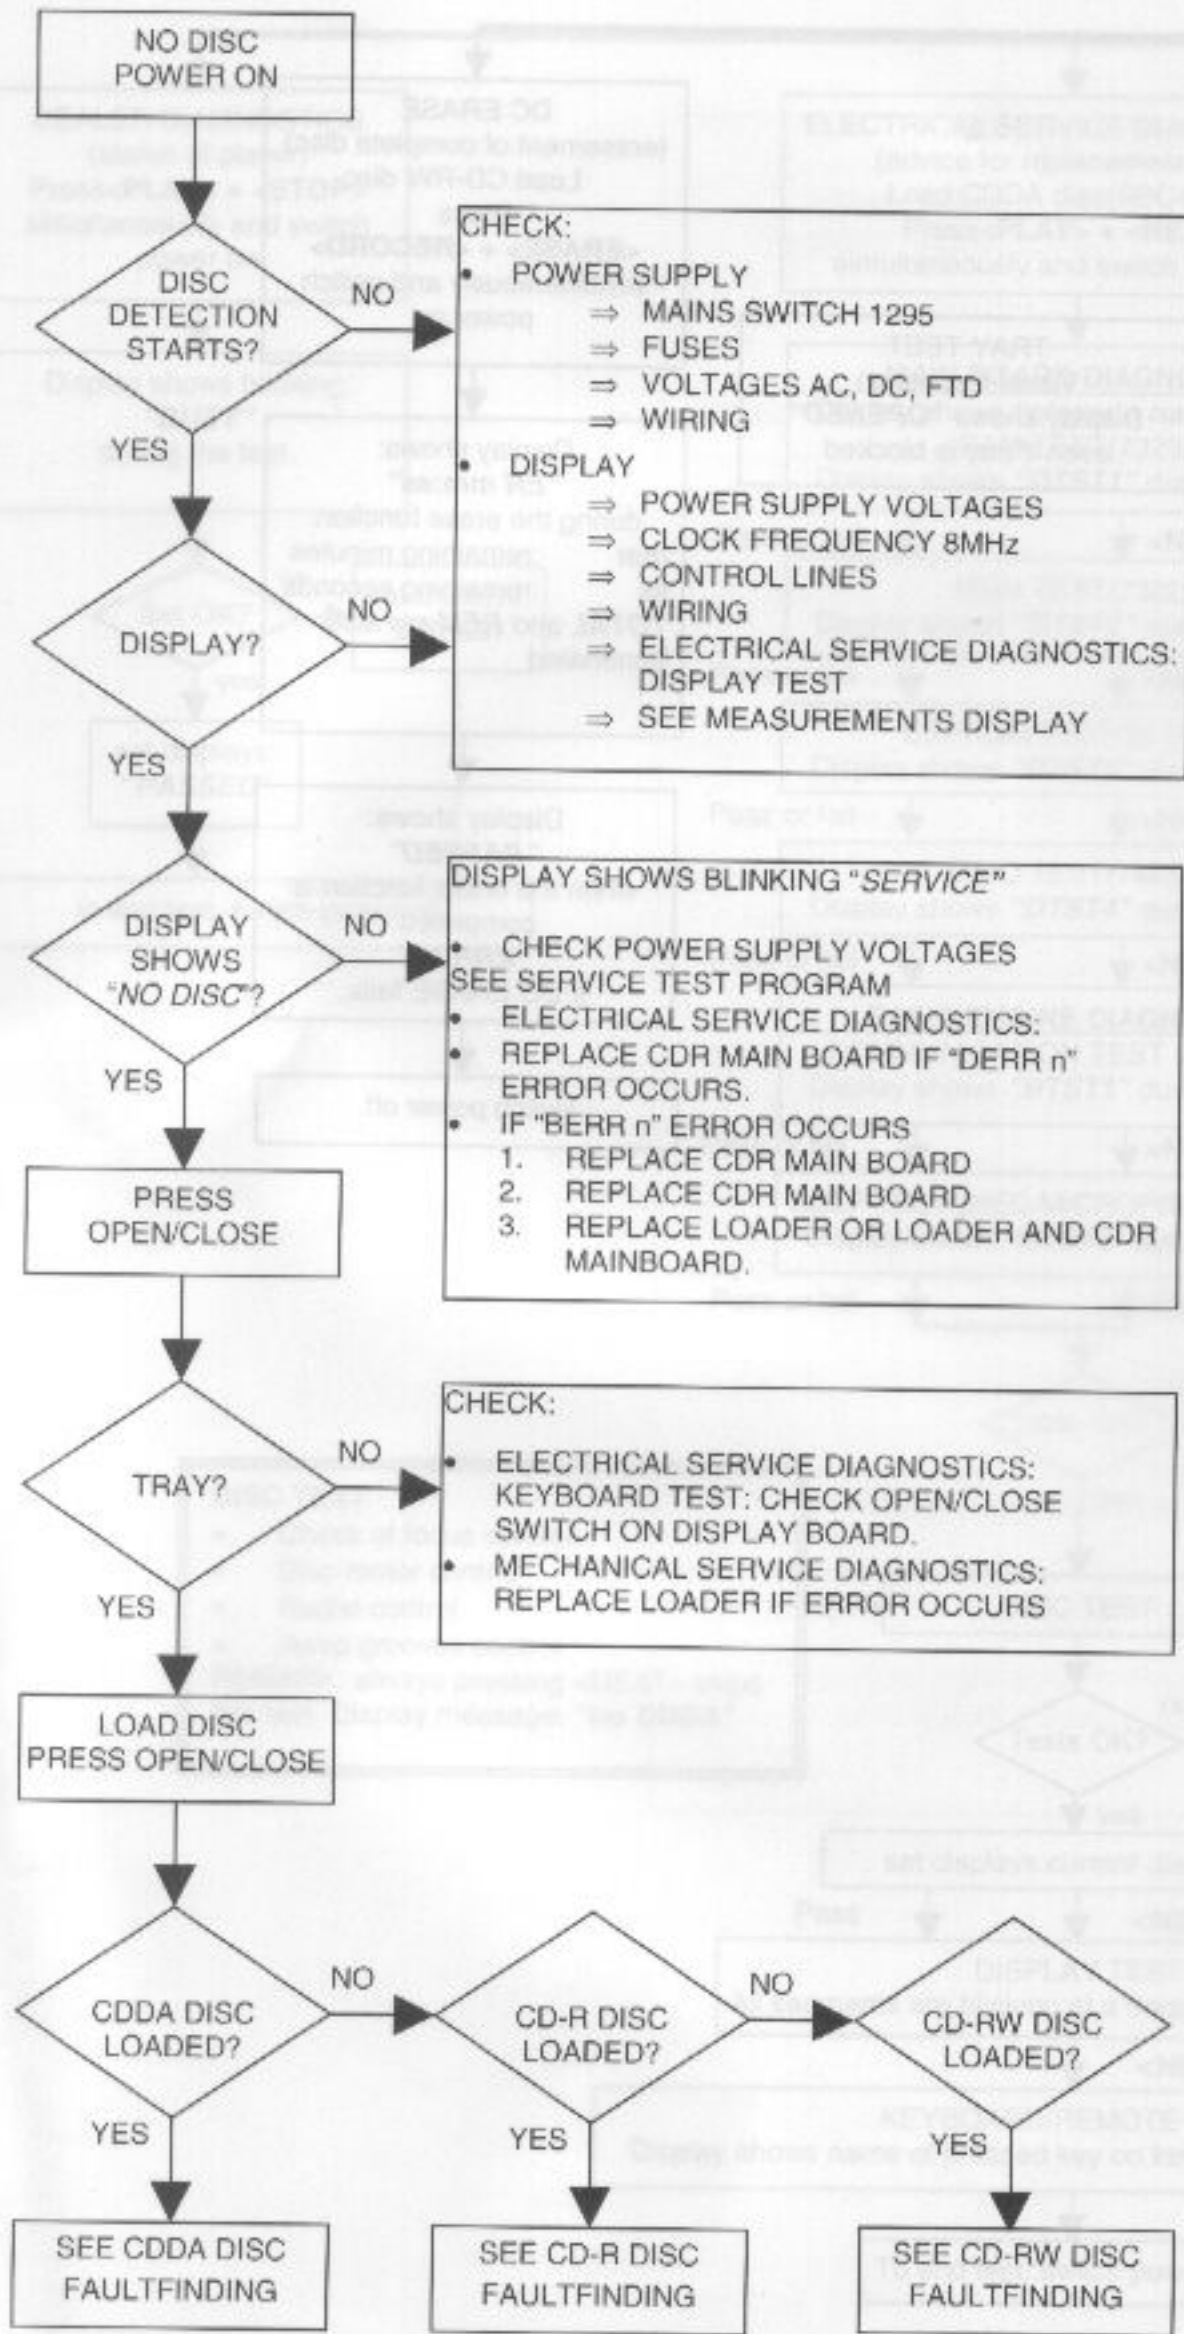 NO DISC
POWER ON
DISC
DETECTION
STARTS?
NO
YES
CHECK:
• POWER SUPPLY
⇒ MAINS SWITCH 1295
⇒ FUSES
⇒ VOLTAGES AC, DC, FTD
⇒ WIRING
• DISPLAY
⇒ POWER SUPPLY VOLTAGES
⇒ CLOCK FREQUENCY 8MHz
⇒ CONTROL LINES
⇒ WIRING
⇒ ELECTRICAL SERVICE DIAGNOSTICS:
DISPLAY TEST
⇒ SEE MEASUREMENTS DISPLAY
DISPLAY?
NO
YES
DISPLAY
SHOWS
"NO DISC"?
NO
YES
DISPLAY SHOWS BLINKING "SERVICE"
• CHECK POWER SUPPLY VOLTAGES
SEE SERVICE TEST PROGRAM
• ELECTRICAL SERVICE DIAGNOSTICS:
• REPLACE CDR MAIN BOARD IF "DERR n"
ERROR OCCURS.
• IF "BERR n" ERROR OCCURS
1. REPLACE CDR MAIN BOARD
2. REPLACE CDR MAIN BOARD
3. REPLACE LOADER OR LOADER AND CDR
MAINBOARD.
PRESS
OPEN/CLOSE
TRAY?
NO
YES
CHECK:
• ELECTRICAL SERVICE DIAGNOSTICS:
KEYBOARD TEST: CHECK OPEN/CLOSE
SWITCH ON DISPLAY BOARD.
• MECHANICAL SERVICE DIAGNOSTICS:
REPLACE LOADER IF ERROR OCCURS
LOAD DISC
PRESS OPEN/CLOSE
CDDA DISC
LOADED?
NO
YES
CD-R DISC
LOADED?
NO
YES
CD-RW DISC
LOADED?
YES
SEE CDDA DISC
FAULTFINDING
SEE CD-R DISC
FAULTFINDING
SEE CD-RW DISC
FAULTFINDING